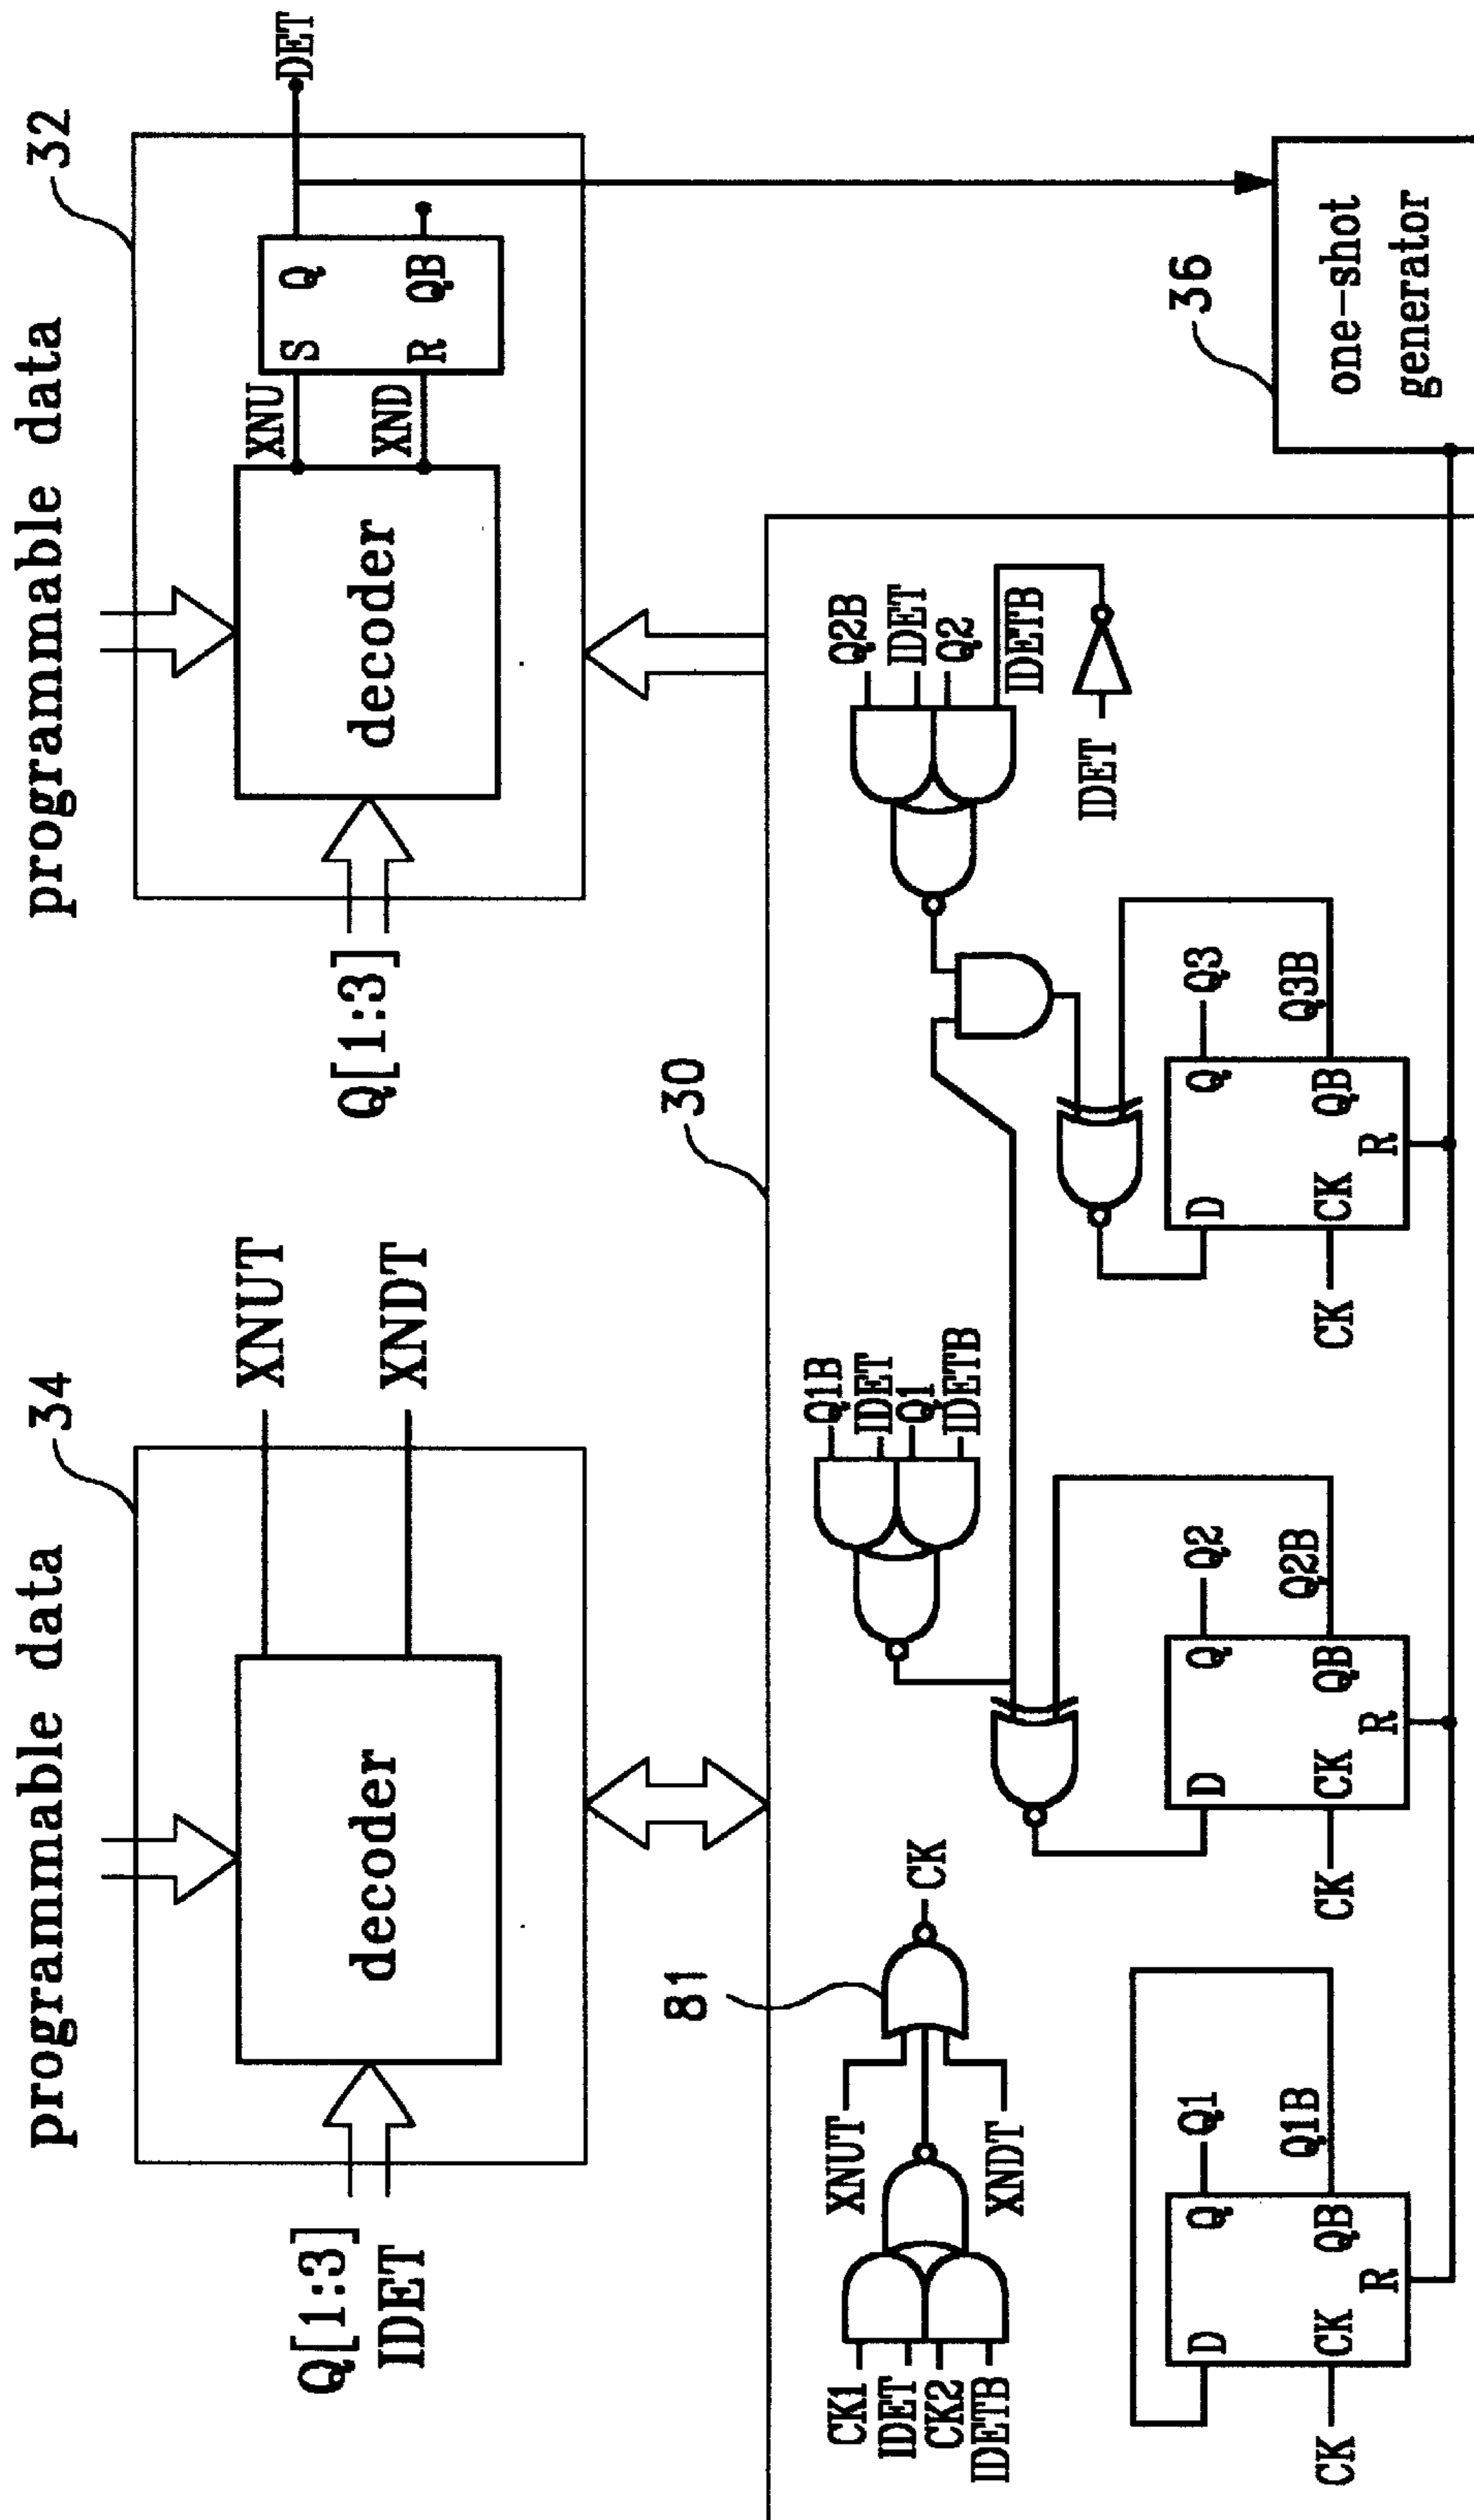 programmable data
34
Q[1:3]
IDET
decoder
XNUT
XNDT
programmable data
32
Q[1:3]
decoder
XNU
XND
S
Q
R
QB
DET
30
81
CK1
IDET
CK2
IDETB
XNUT
XNDT
CK
Q1B
IDET
Q1
IDETB
Q2B
IDET
Q2
IDETB
IDET
36
one-shot
generator
D
Q
Q1
CK
CK
QB
Q1B
R
D
Q
Q2
CK
CK
QB
Q2B
R
D
Q
Q3
CK
CK
QB
Q3B
R